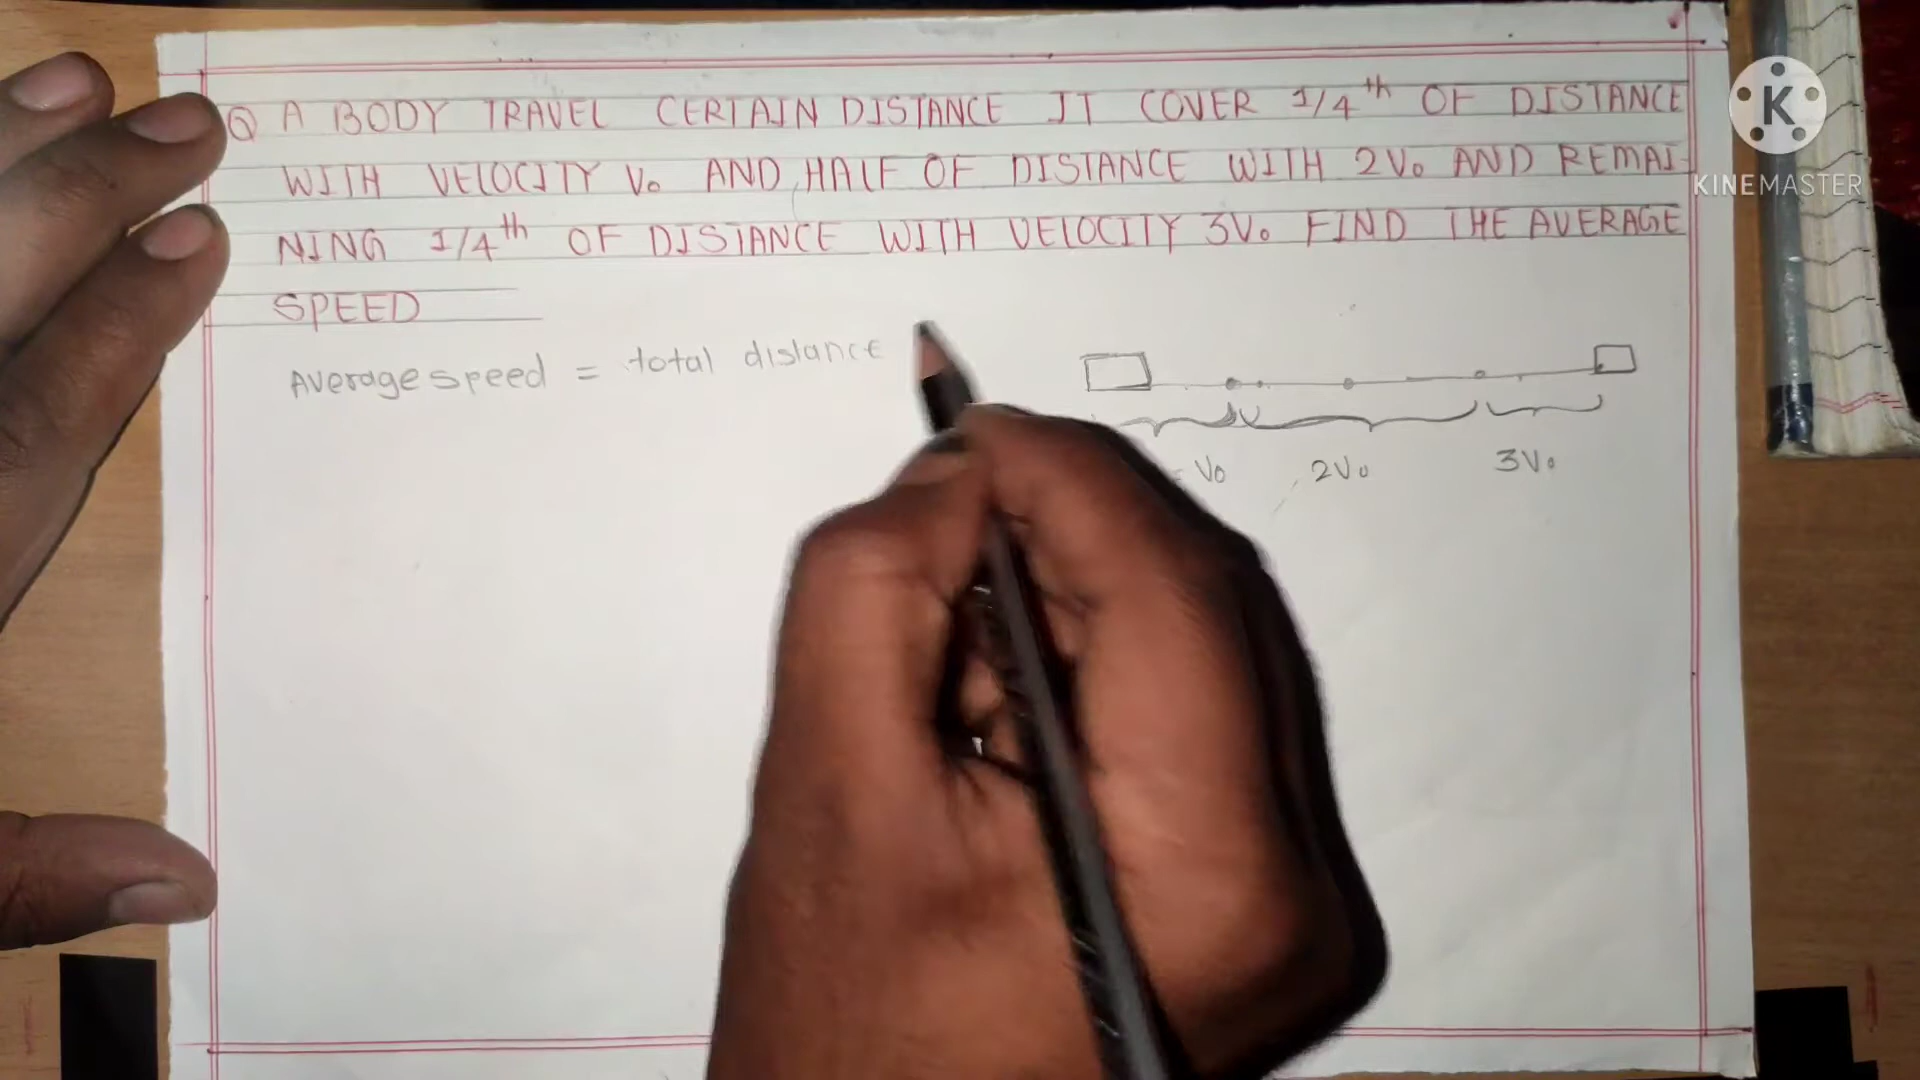 Q A BODY TRAVEL CERTAIN DISTANCE IT COVER 1/4th OF DISTANCE
WITH VELOCITY V₀ AND HALF OF DISTANCE WITH 2V₀ AND REMAI-
NING 1/4th OF DISTANCE WITH VELOCITY 3V₀ FIND THE AVERAGE
SPEED
Average speed = total distance
= V₀ 2V₀ 3V₀
K
KINEMASTER